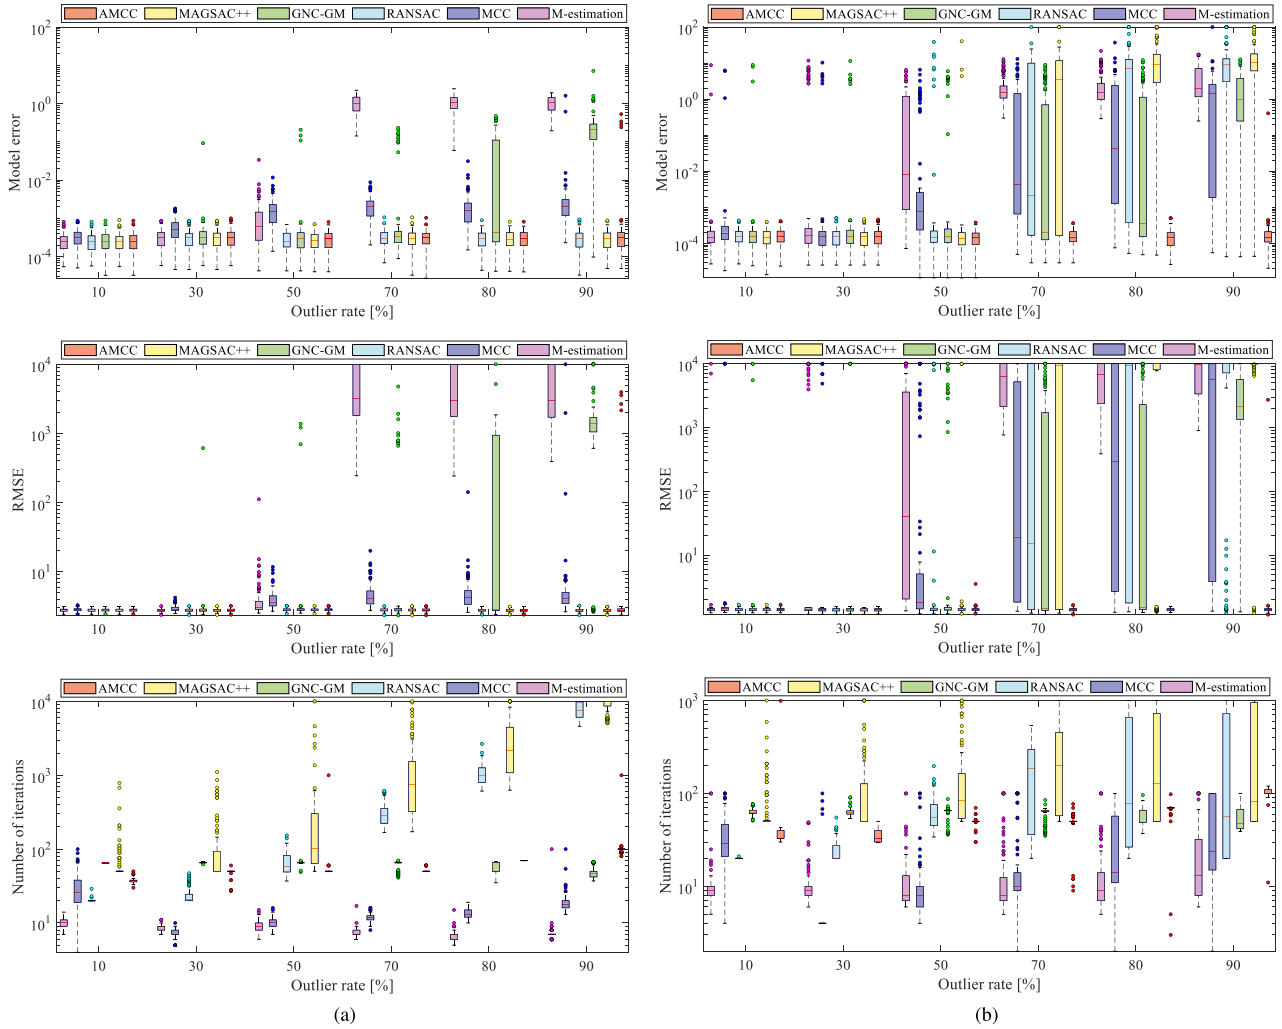 AMCC MAGSAC++ GNC-GM RANSAC MCC M-estimation
10^2
10^0
10^-2
10^-4
Model error
10 30 50 70 80 90
Outlier rate [%]
AMCC MAGSAC++ GNC-GM RANSAC MCC M-estimation
10^2
10^0
10^-2
10^-4
Model error
10 30 50 70 80 90
Outlier rate [%]
AMCC MAGSAC++ GNC-GM RANSAC MCC M-estimation
10^4
10^3
10^2
10^1
RMSE
10 30 50 70 80 90
Outlier rate [%]
AMCC MAGSAC++ GNC-GM RANSAC MCC M-estimation
10^4
10^3
10^2
10^1
RMSE
10 30 50 70 80 90
Outlier rate [%]
AMCC MAGSAC++ GNC-GM RANSAC MCC M-estimation
10^4
10^3
10^2
10^1
Number of iterations
10 30 50 70 80 90
Outlier rate [%]
(a)
AMCC MAGSAC++ GNC-GM RANSAC MCC M-estimation
10^3
10^2
10^1
Number of iterations
10 30 50 70 80 90
Outlier rate [%]
(b)